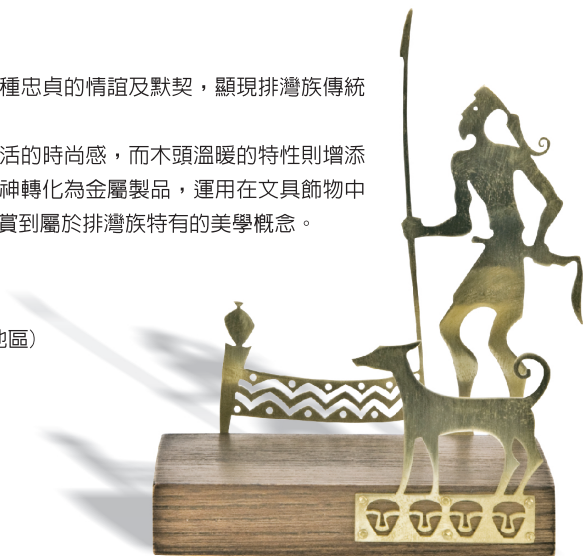 種忠貞的情誼及默契，顯現排灣族傳統
活的時尚感，而木頭溫暖的特性則增添
神轉化為金屬製品，運用在文具飾物中
賞到屬於排灣族特有的美學概念。
地區）